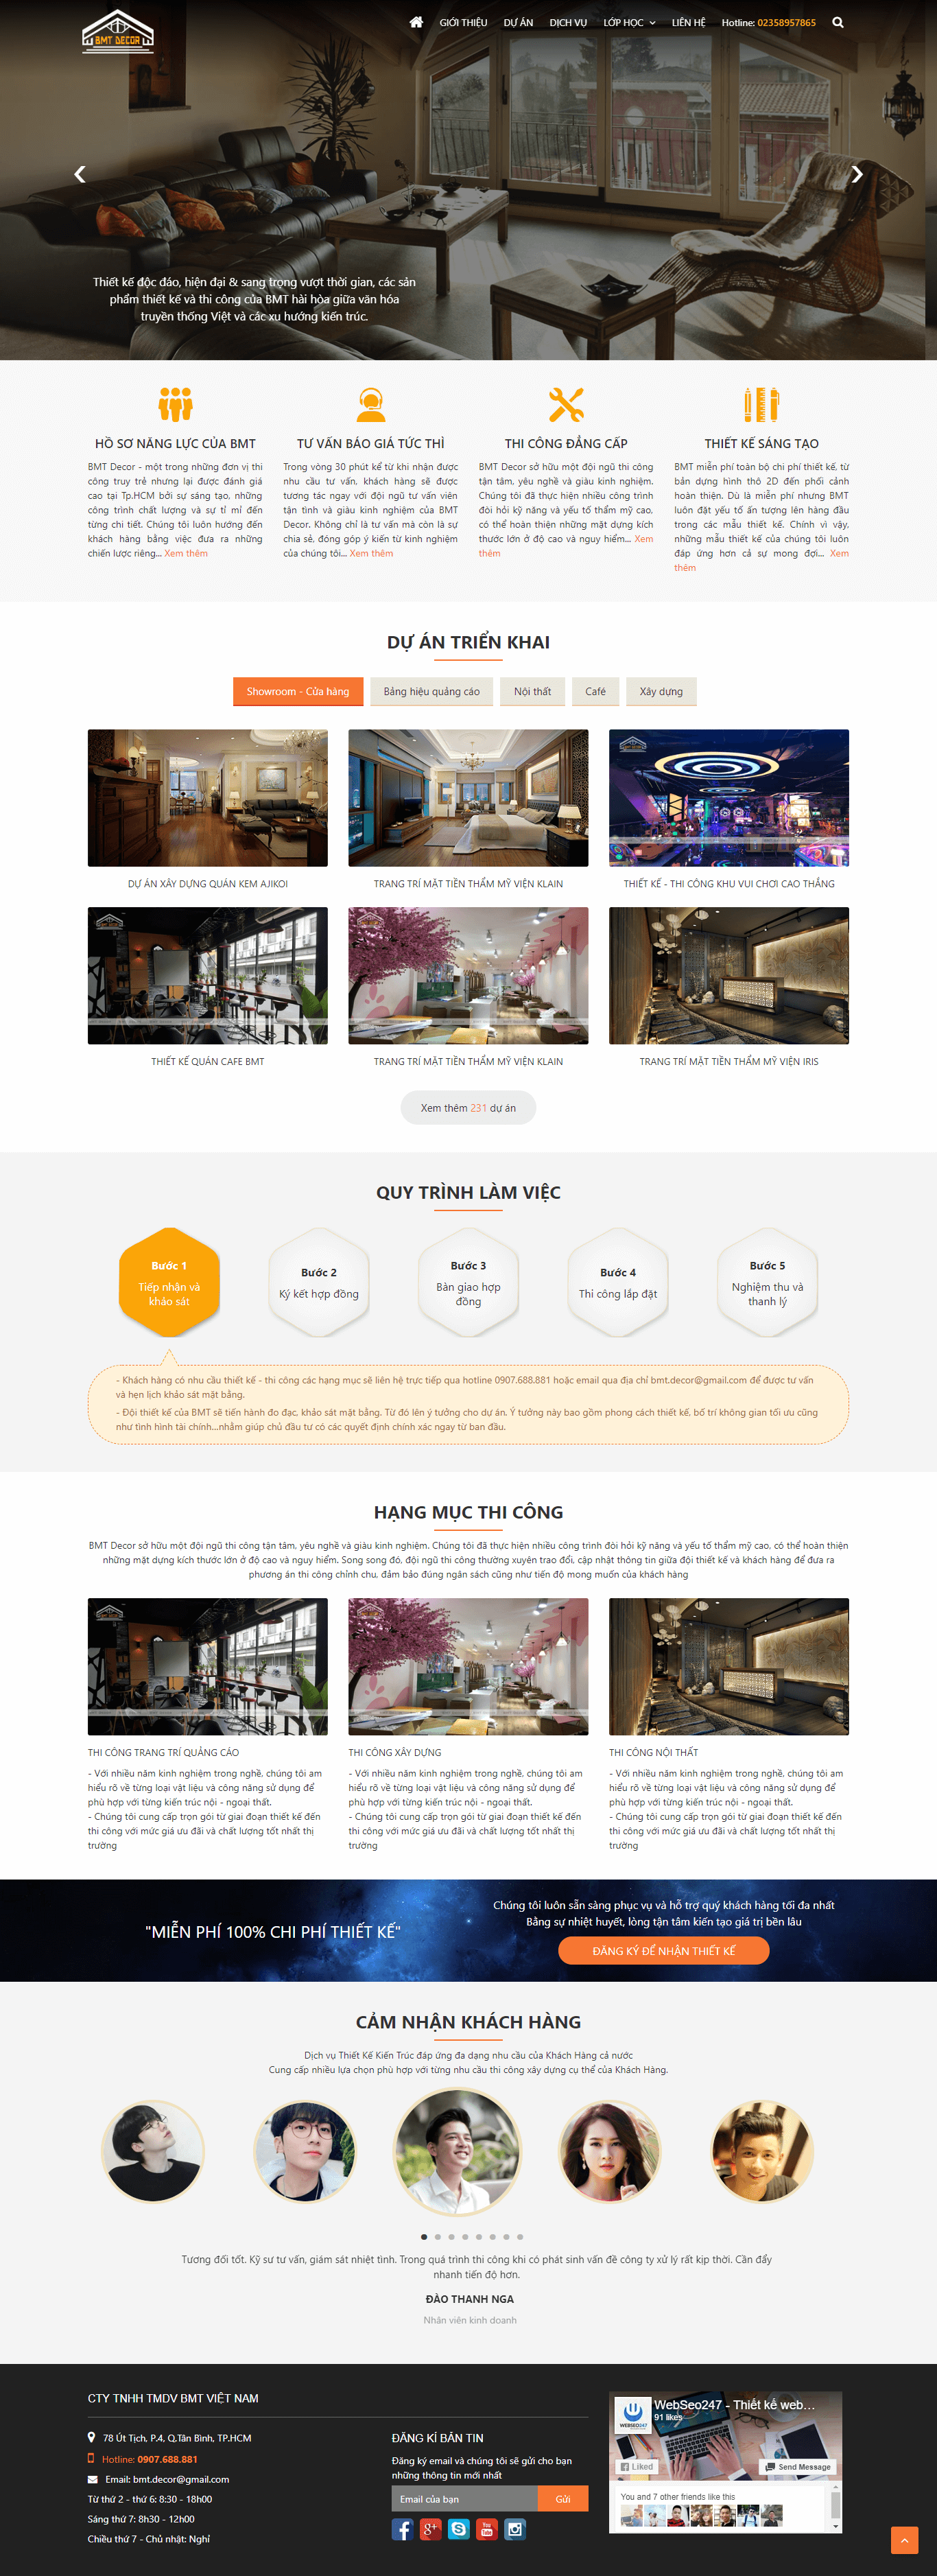 BMT DECOR
GIỚI THIỆU
DỰ ÁN
DỊCH VỤ
LỚP HỌC
LIÊN HỆ
Hotline: 02358957865
Thiết kế độc đáo, hiện đại & sang trọng vượt thời gian, các sản
phẩm thiết kế và thi công của BMT hài hòa giữa văn hóa
truyền thống Việt và các xu hướng kiến trúc.
HỒ SƠ NĂNG LỰC CỦA BMT
BMT Decor - một trong những đơn vị thi
công truy trẻ nhưng lại được đánh giá
cao tại Tp.HCM bởi sự sáng tạo, những
công trình chất lượng và sự tỉ mỉ đến
từng chi tiết. Chúng tôi luôn hướng đến
khách hàng bằng việc đưa ra những
chiến lược riêng... Xem thêm
TƯ VẤN BÁO GIÁ TỨC THÌ
Trong vòng 30 phút kể từ khi nhận được
nhu cầu tư vấn, khách hàng sẽ được
tương tác ngay với đội ngũ tư vấn viên
tận tình và giàu kinh nghiệm của BMT
Decor. Không chỉ là tư vấn mà còn là sự
chia sẻ, đóng góp ý kiến từ kinh nghiệm
của chúng tôi... Xem thêm
THI CÔNG ĐẲNG CẤP
BMT Decor sở hữu một đội ngũ thi công
tận tâm, yêu nghề và giàu kinh nghiệm.
Chúng tôi đã thực hiện nhiều công trình
đòi hỏi kỹ năng và yếu tố thẩm mỹ cao,
có thể hoàn thiện những mặt dựng kích
thước lớn ở độ cao và nguy hiểm... Xem
thêm
THIẾT KẾ SÁNG TẠO
BMT miễn phí toàn bộ chi phí thiết kế, từ
bản dựng hình thô 2D đến phối cảnh
hoàn thiện. Dù là miễn phí nhưng BMT
luôn đặt yếu tố ấn tượng lên hàng đầu
trong các mẫu thiết kế. Chính vì vậy,
những mẫu thiết kế của chúng tôi luôn
đáp ứng hơn cả sự mong đợi... Xem
thêm
DỰ ÁN TRIỂN KHAI
Showroom - Cửa hàng
Bảng hiệu quảng cáo
Nội thất
Café
Xây dựng
BMT DECOR
DỰ ÁN XÂY DỰNG QUÁN KEM AJIKOI
TRANG TRÍ MẶT TIỀN THẨM MỸ VIỆN KLAIN
THIẾT KẾ - THI CÔNG KHU VUI CHƠI CAO THẮNG
BMT DECOR
BMT DECOR
THIẾT KẾ QUÁN CAFE BMT
TRANG TRÍ MẶT TIỀN THẨM MỸ VIỆN KLAIN
TRANG TRÍ MẶT TIỀN THẨM MỸ VIỆN IRIS
Xem thêm 231 dự án
QUY TRÌNH LÀM VIỆC
Bước 1
Tiếp nhận và
khảo sát
Bước 2
Ký kết hợp đồng
Bước 3
Bàn giao hợp
đồng
Bước 4
Thi công lắp đặt
Bước 5
Nghiệm thu và
thanh lý
- Khách hàng có nhu cầu thiết kế - thi công các hạng mục sẽ liên hệ trực tiếp qua hotline 0907.688.881 hoặc email qua địa chỉ bmt.decor@gmail.com để được tư vấn
và hẹn lịch khảo sát mặt bằng.
- Đội thiết kế của BMT sẽ tiến hành đo đạc, khảo sát mặt bằng. Từ đó lên ý tưởng cho dự án. Ý tưởng này bao gồm phong cách thiết kế, bố trí không gian tối ưu cũng
như tình hình tài chính...nhằm giúp chủ đầu tư có các quyết định chính xác ngay từ ban đầu.
HẠNG MỤC THI CÔNG
BMT Decor sở hữu một đội ngũ thi công tận tâm, yêu nghề và giàu kinh nghiệm. Chúng tôi đã thực hiện nhiều công trình đòi hỏi kỹ năng và yếu tố thẩm mỹ cao, có thể hoàn thiện
những mặt dựng kích thước lớn ở độ cao và nguy hiểm. Song song đó, đội ngũ thi công thường xuyên trao đổi, cập nhật thông tin giữa đội thiết kế và khách hàng để đưa ra
phương án thi công chỉnh chu, đảm bảo đúng ngân sách cũng như tiến độ mong muốn của khách hàng
BMT DECOR
BMT DECOR
THI CÔNG TRANG TRÍ QUẢNG CÁO
- Với nhiều năm kinh nghiệm trong nghề, chúng tôi am
hiểu rõ về từng loại vật liệu và công năng sử dụng để
phù hợp với từng kiến trúc nội - ngoại thất.
- Chúng tôi cung cấp trọn gói từ giai đoạn thiết kế đến
thi công với mức giá ưu đãi và chất lượng tốt nhất thị
trường
THI CÔNG XÂY DỰNG
- Với nhiều năm kinh nghiệm trong nghề, chúng tôi am
hiểu rõ về từng loại vật liệu và công năng sử dụng để
phù hợp với từng kiến trúc nội - ngoại thất.
- Chúng tôi cung cấp trọn gói từ giai đoạn thiết kế đến
thi công với mức giá ưu đãi và chất lượng tốt nhất thị
trường
THI CÔNG NỘI THẤT
- Với nhiều năm kinh nghiệm trong nghề, chúng tôi am
hiểu rõ về từng loại vật liệu và công năng sử dụng để
phù hợp với từng kiến trúc nội - ngoại thất.
- Chúng tôi cung cấp trọn gói từ giai đoạn thiết kế đến
thi công với mức giá ưu đãi và chất lượng tốt nhất thị
trường
"MIỄN PHÍ 100% CHI PHÍ THIẾT KẾ"
Chúng tôi luôn sẵn sàng phục vụ và hỗ trợ quý khách hàng tối đa nhất
Bằng sự nhiệt huyết, lòng tận tâm kiến tạo giá trị bền lâu
ĐĂNG KÝ ĐỂ NHẬN THIẾT KẾ
CẢM NHẬN KHÁCH HÀNG
Dịch vụ Thiết Kế Kiến Trúc đáp ứng đa dạng nhu cầu của Khách Hàng cả nước
Cung cấp nhiều lựa chọn phù hợp với từng nhu cầu thi công xây dựng cụ thể của Khách Hàng.
Tương đối tốt. Kỹ sư tư vấn, giám sát nhiệt tình. Trong quá trình thi công khi có phát sinh vấn đề công ty xử lý rất kịp thời. Cần đẩy
nhanh tiến độ hơn.
ĐÀO THANH NGA
Nhân viên kinh doanh
CTY TNHH TMDV BMT VIỆT NAM
78 Út Tịch, P.4, Q.Tân Bình, TP.HCM
Hotline: 0907.688.881
Email: bmt.decor@gmail.com
Từ thứ 2 - thứ 6: 8:30 - 18h00
Sáng thứ 7: 8h30 - 12h00
Chiều thứ 7 - Chủ nhật: Nghỉ
ĐĂNG KÍ BẢN TIN
Đăng ký email và chúng tôi sẽ gửi cho bạn
những thông tin mới nhất
Email của bạn
Gửi
You Tube
WebSeo247 - Thiết kế web…
91 likes
WEBSEO247
Liked
Send Message
You and 7 other friends like this